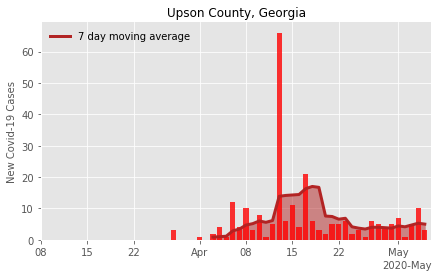 Upson County, Georgia
7 day moving average
New Covid-19 Cases
60
50
40
30
20
10
0
08 15 22 Apr 08 15 22 May
2020-May